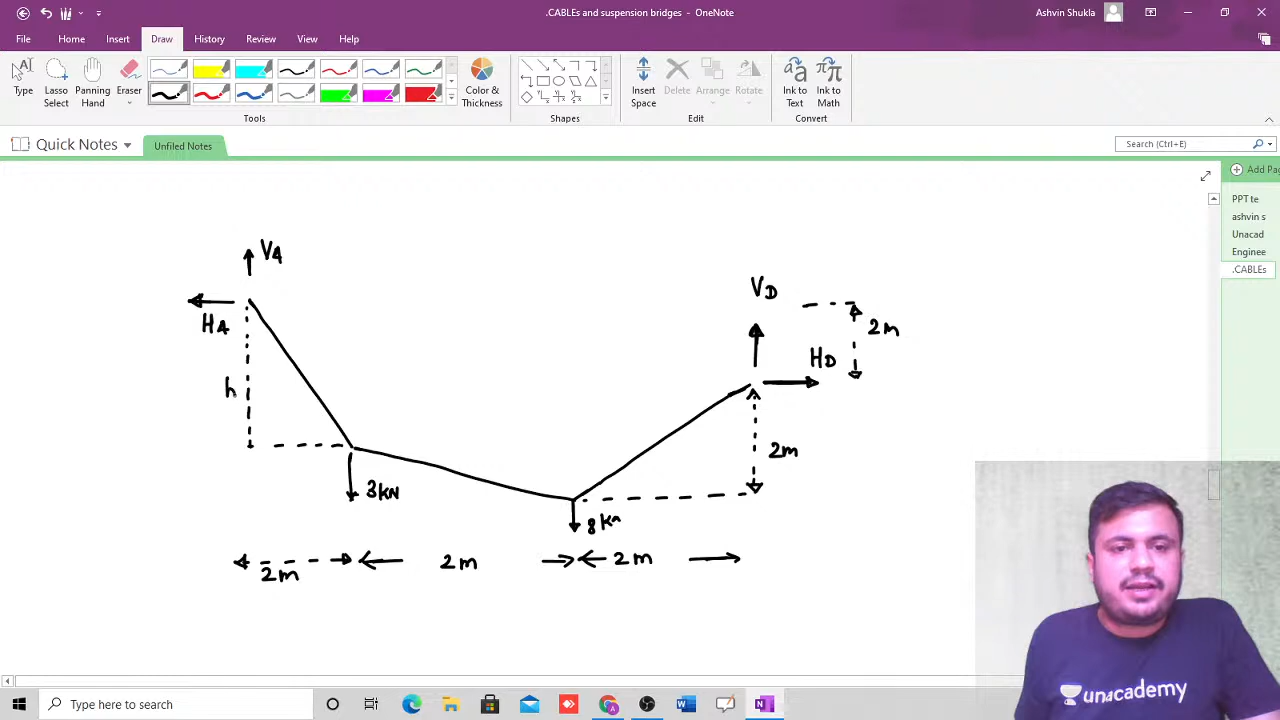 .CABLEs and suspension bridges - OneNote
Ashvin Shukla
File Home Insert Draw History Review View Help
Type
Lasso Select
Panning Hand
Eraser
Color & Thickness
Insert Space
Delete
Arrange
Rotate
Ink to Text
Ink to Math
Tools
Shapes
Edit
Convert
Quick Notes
Unfiled Notes
Search (Ctrl+E)
Add Pag
PPT te
ashvin s
Unacad
Enginee
.CABLEs
VA
HA
h
VD
HD
2m
2m
3kN
8kN
2m
2m
2m
unacademy
Type here to search